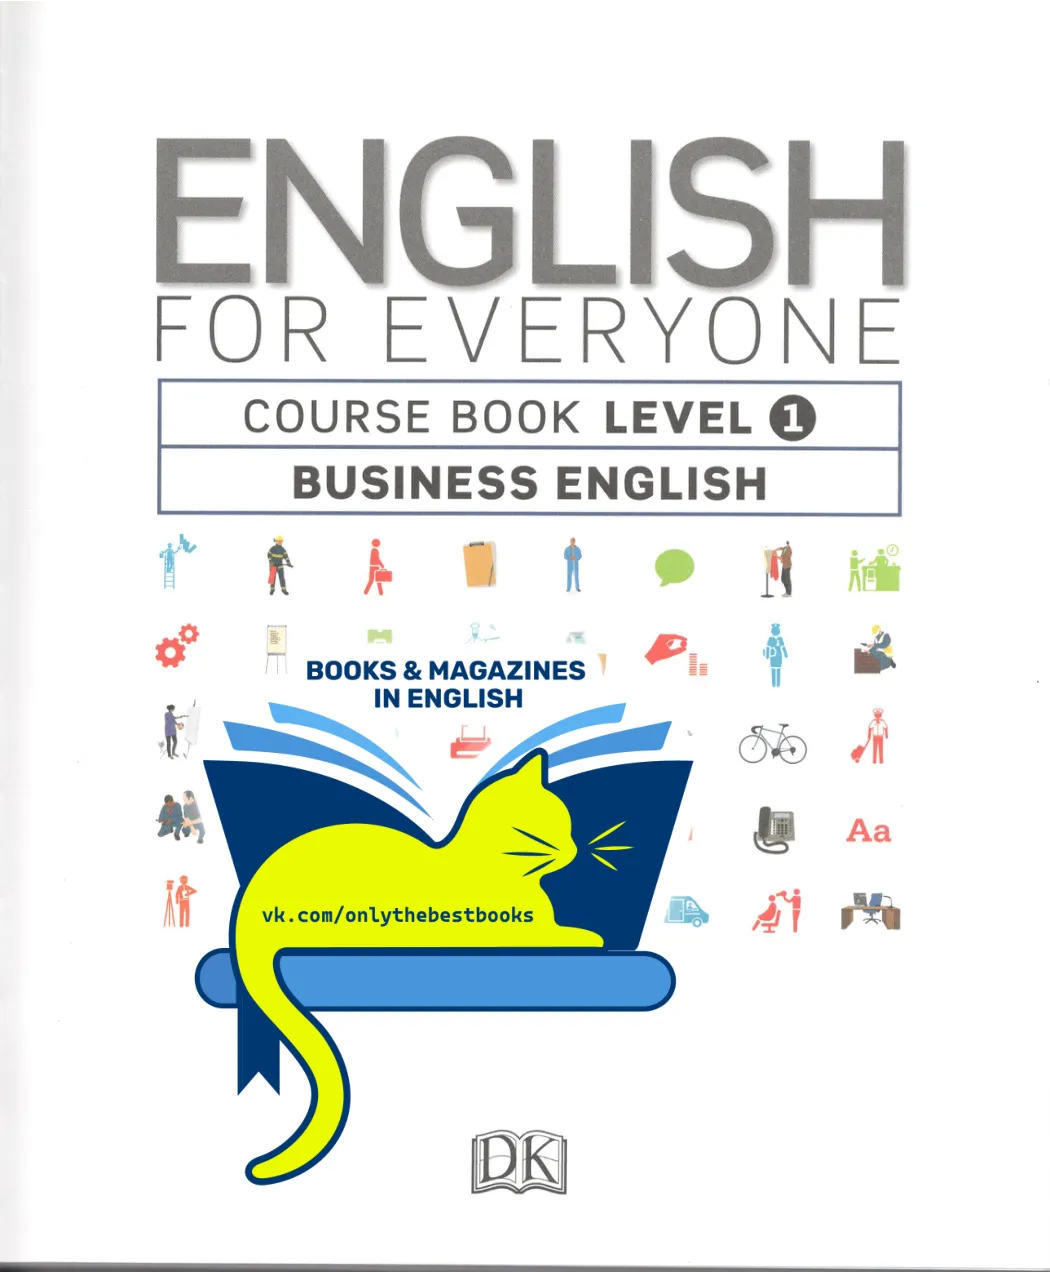 ENGLISH
FOR EVERYONE
COURSE BOOK LEVEL 1
BUSINESS ENGLISH
BOOKS & MAGAZINES
IN ENGLISH
Aa
vk.com/onlythebestbooks
DK